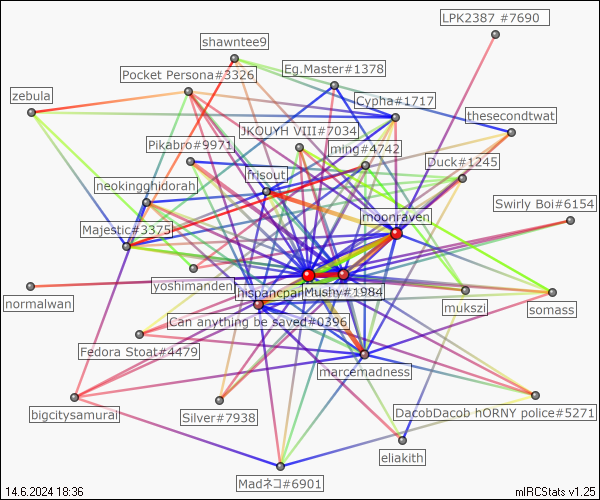 LPK2387 #7690
shawntee9
Eg.Master#1378
Pocket Persona#3326
zebula
Cypha#1717
thesecondtwat
JKOUYH VIII#7034
Pikabro#9971
ming#4742
Duck#1245
frisout
neokingghidorah
Swirly Boi#6154
moonraven
Majestic#3375
yoshimanden
hispancpan
Mushy#1984
normalwan
mukszi
somass
Can anything be saved#0396
Fedora Stoat#4479
marcemadness
bigcitysamurai
Silver#7938
DacobDacob hORNY police#5271
eliakith
Madネコ#6901
14.6.2024 18:36
mIRCStats v1.25